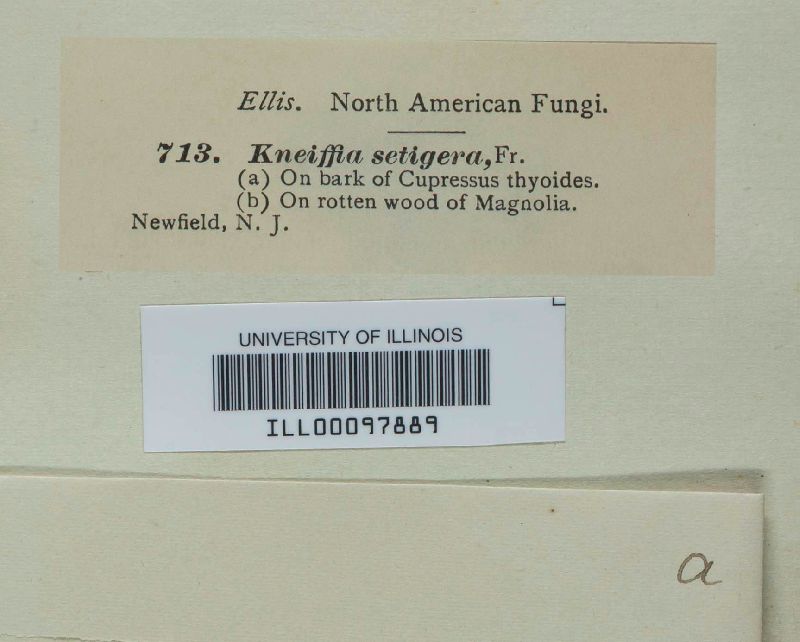 Ellis. North American Fungi.
713. Kneiffia setigera, Fr.
(a) On bark of Cupressus thyoides.
(b) On rotten wood of Magnolia.
Newfield, N. J.
UNIVERSITY OF ILLINOIS
ILL00097889
a